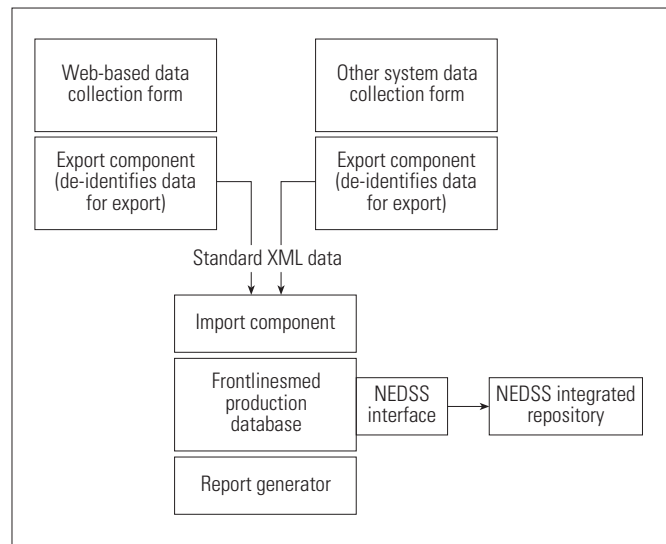 Web-based data
collection form
Other system data
collection form
Export component
(de-identifies data
for export)
Export component
(de-identifies data
for export)
Standard XML data
Import component
Frontlinesmed
production
database
NEDSS
interface
NEDSS integrated
repository
Report generator